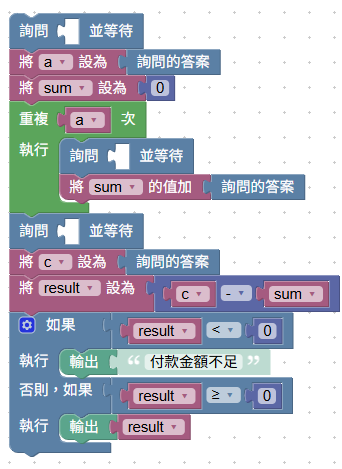 詢問 並等待
將 a 設為 詢問的答案
將 sum 設為 0
重複 a 次
執行 詢問 並等待
將 sum 的值加 詢問的答案
詢問 並等待
將 c 設為 詢問的答案
將 result 設為 c - sum
如果 result < 0
執行 輸出 “ 付款金額不足 ”
否則，如果 result ≥ 0
執行 輸出 result